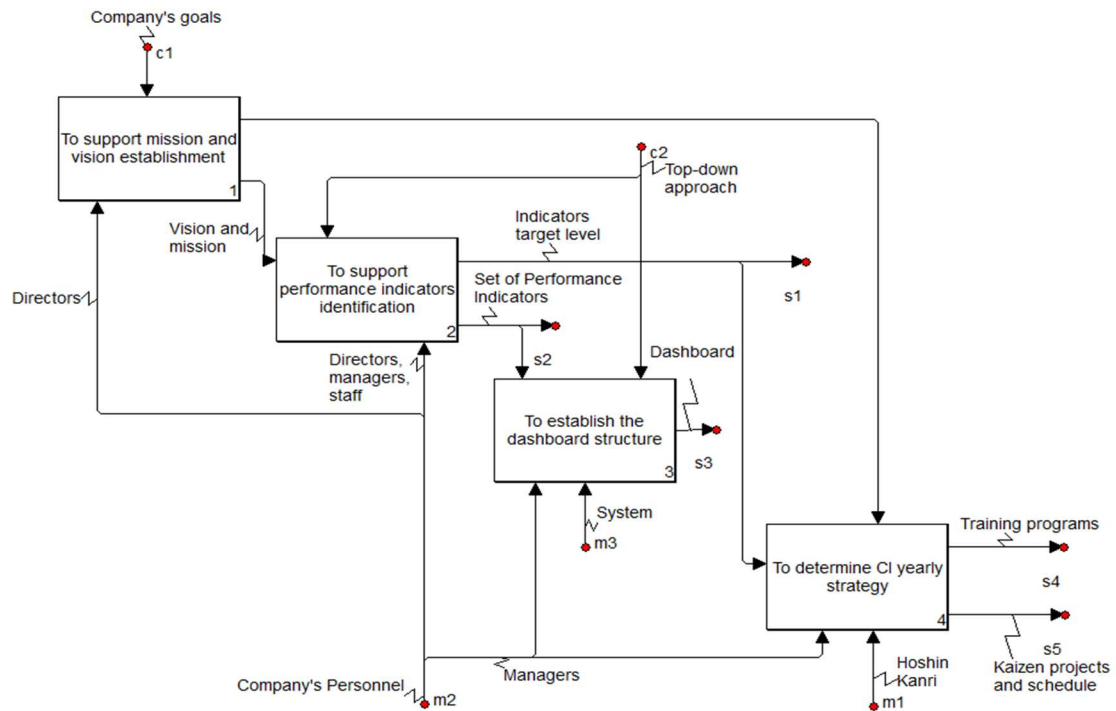 Company's goals
c1
To support mission and
vision establishment
1
c2
Top-down
approach
Vision and
mission
Indicators
target level
To support
performance indicators
identification
2
Set of Performance
Indicators
s1
Directors
Directors,
managers,
staff
s2
Dashboard
To establish the
dashboard structure
3
s3
System
m3
Training programs
To determine CI yearly
strategy
4
s4
s5
Kaizen projects
and schedule
Managers
Hoshin
Kanri
Company's Personnel
m2
m1